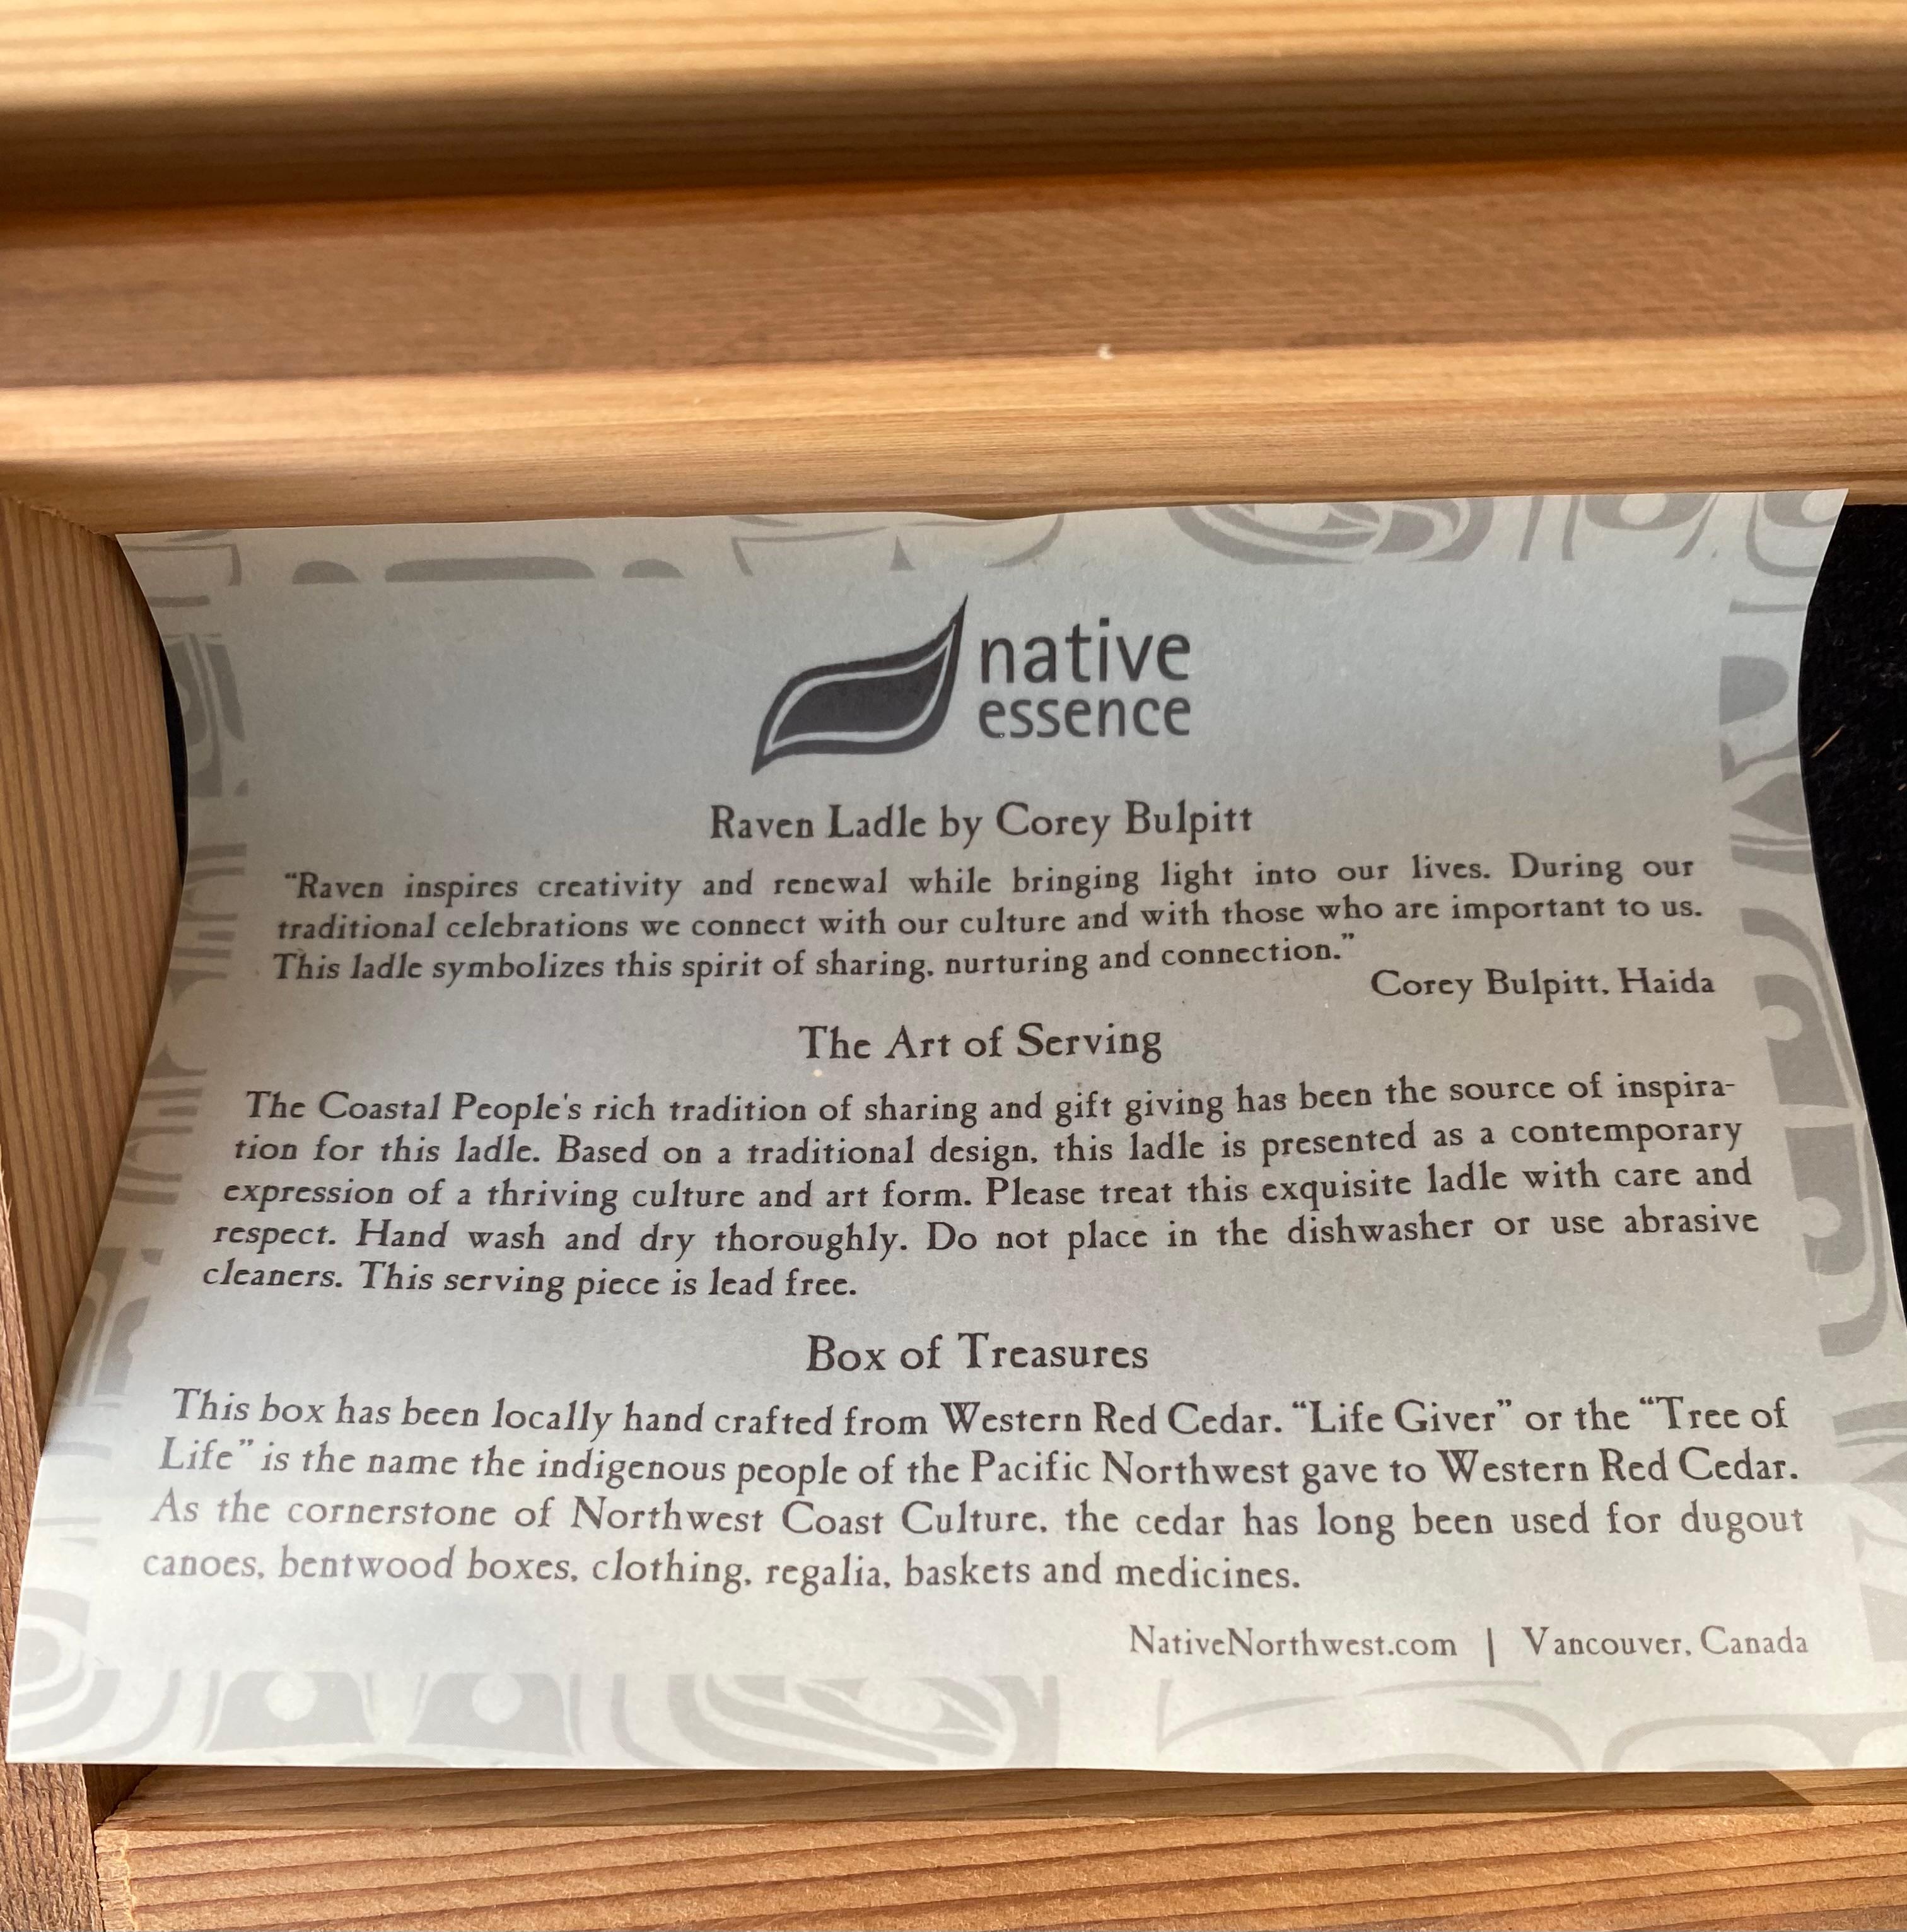 native
essence
Raven Ladle by Corey Bulpitt
“Raven inspires creativity and renewal while bringing light into our lives. During our
traditional celebrations we connect with our culture and with those who are important to us.
This ladle symbolizes this spirit of sharing, nurturing and connection.”
Corey Bulpitt, Haida
The Art of Serving
The Coastal People's rich tradition of sharing and gift giving has been the source of inspira-
tion for this ladle. Based on a traditional design, this ladle is presented as a contemporary
expression of a thriving culture and art form. Please treat this exquisite ladle with care and
respect. Hand wash and dry thoroughly. Do not place in the dishwasher or use abrasive
cleaners. This serving piece is lead free.
Box of Treasures
This box has been locally hand crafted from Western Red Cedar. “Life Giver” or the “Tree of
Life” is the name the indigenous people of the Pacific Northwest gave to Western Red Cedar.
As the cornerstone of Northwest Coast Culture, the cedar has long been used for dugout
canoes, bentwood boxes, clothing, regalia, baskets and medicines.
NativeNorthwest.com | Vancouver, Canada